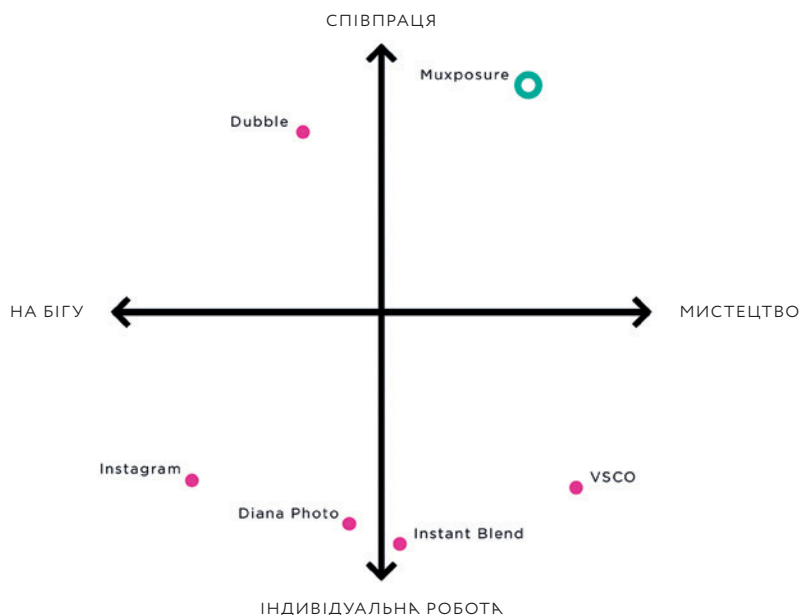 СПІВПРАЦЯ
Muxposure
Dubble
НА БІГУ
МИСТЕЦТВО
Instagram
VSCO
Diana Photo
Instant Blend
ІНДИВІДУАЛЬНА РОБОТА